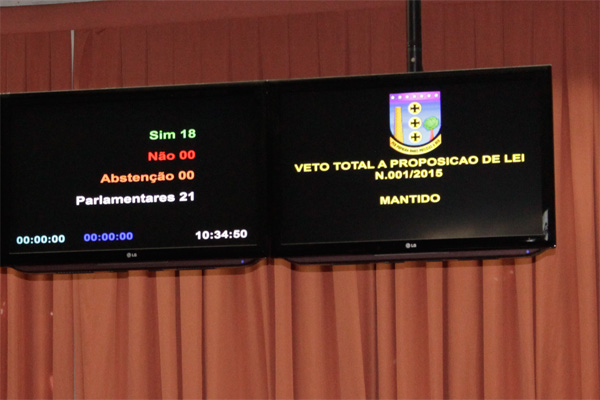 Sim 18
Não 00
Abstenção 00
Parlamentares 21
00:00:00 00:00:00 10:34:50
LG
VETO TOTAL A PROPOSICAO DE LEI
N.001/2015
MANTIDO
LG